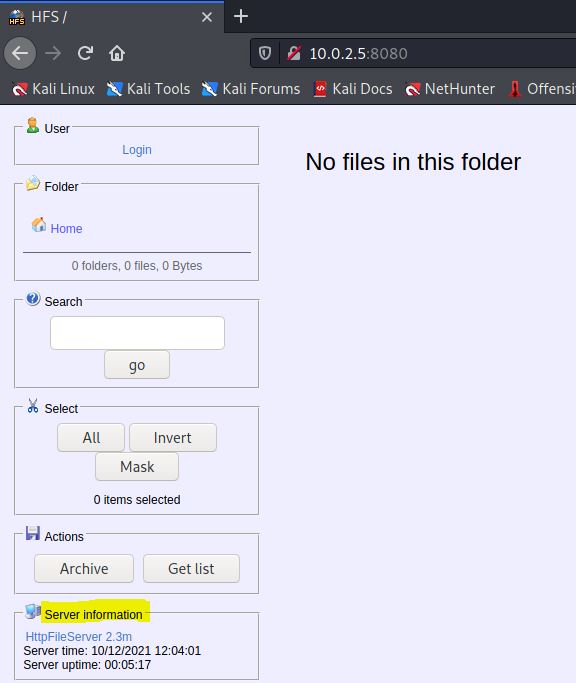 HFS /
10.0.2.5:8080
Kali Linux Kali Tools Kali Forums Kali Docs NetHunter Offensi
User
Login
No files in this folder
Folder
Home
0 folders, 0 files, 0 Bytes
Search
go
Select
All Invert
Mask
0 items selected
Actions
Archive Get list
Server information
HttpFileServer 2.3m
Server time: 10/12/2021 12:04:01
Server uptime: 00:05:17